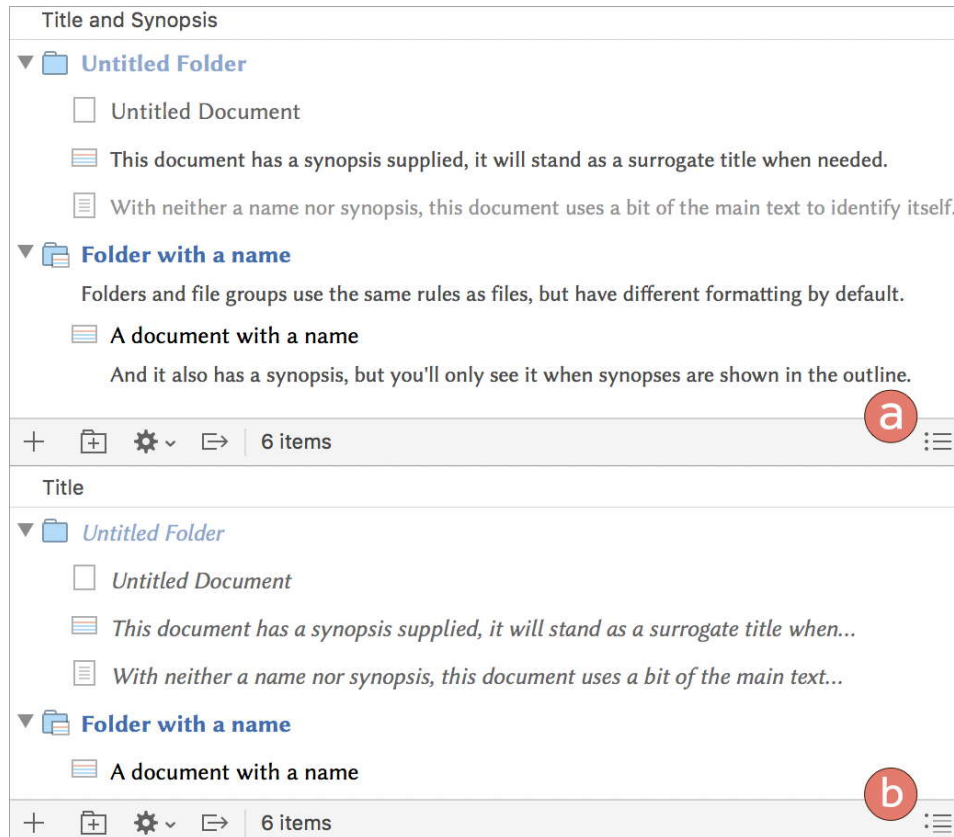 Title and Synopsis
Untitled Folder
Untitled Document
This document has a synopsis supplied, it will stand as a surrogate title when needed.
With neither a name nor synopsis, this document uses a bit of the main text to identify itself.
Folder with a name
Folders and file groups use the same rules as files, but have different formatting by default.
A document with a name
And it also has a synopsis, but you'll only see it when synopses are shown in the outline.
a
6 items
Title
Untitled Folder
Untitled Document
This document has a synopsis supplied, it will stand as a surrogate title when...
With neither a name nor synopsis, this document uses a bit of the main text...
Folder with a name
A document with a name
b
6 items